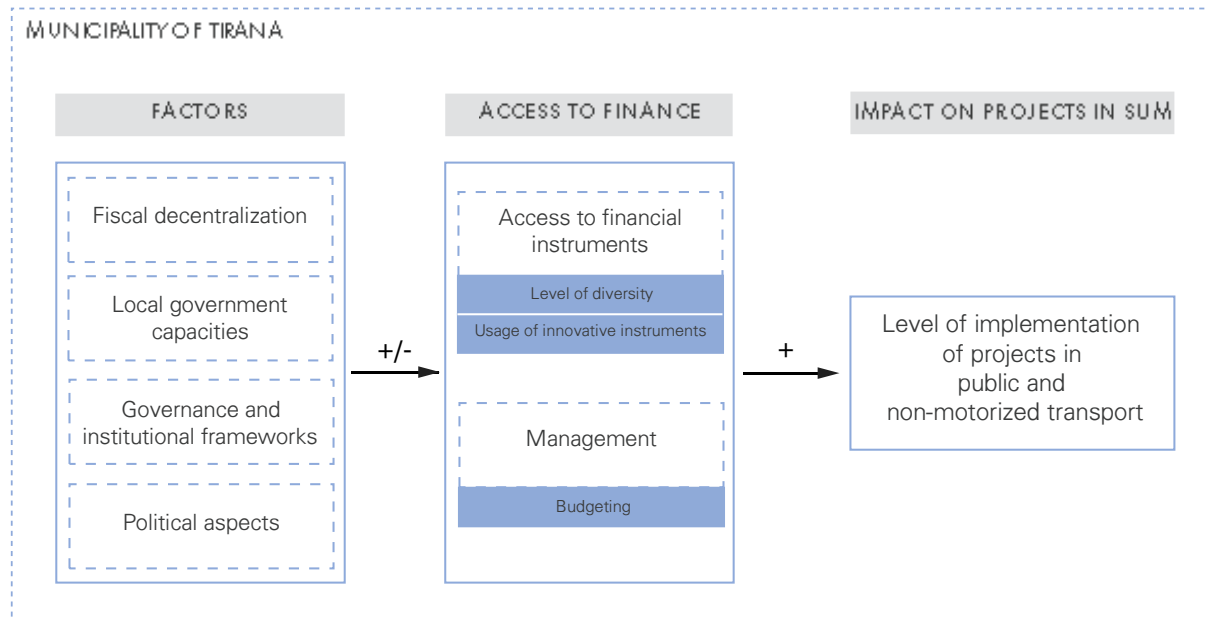 MUNICIPALITY OF TIRANA
FACTORS
Fiscal decentralization
Local government
capacities
Governance and
institutional frameworks
Political aspects
+/-
ACCESS TO FINANCE
Access to financial
instruments
Level of diversity
Usage of innovative instruments
Management
Budgeting
+
IMPACT ON PROJECTS IN SUM
Level of implementation
of projects in
public and
non-motorized transport